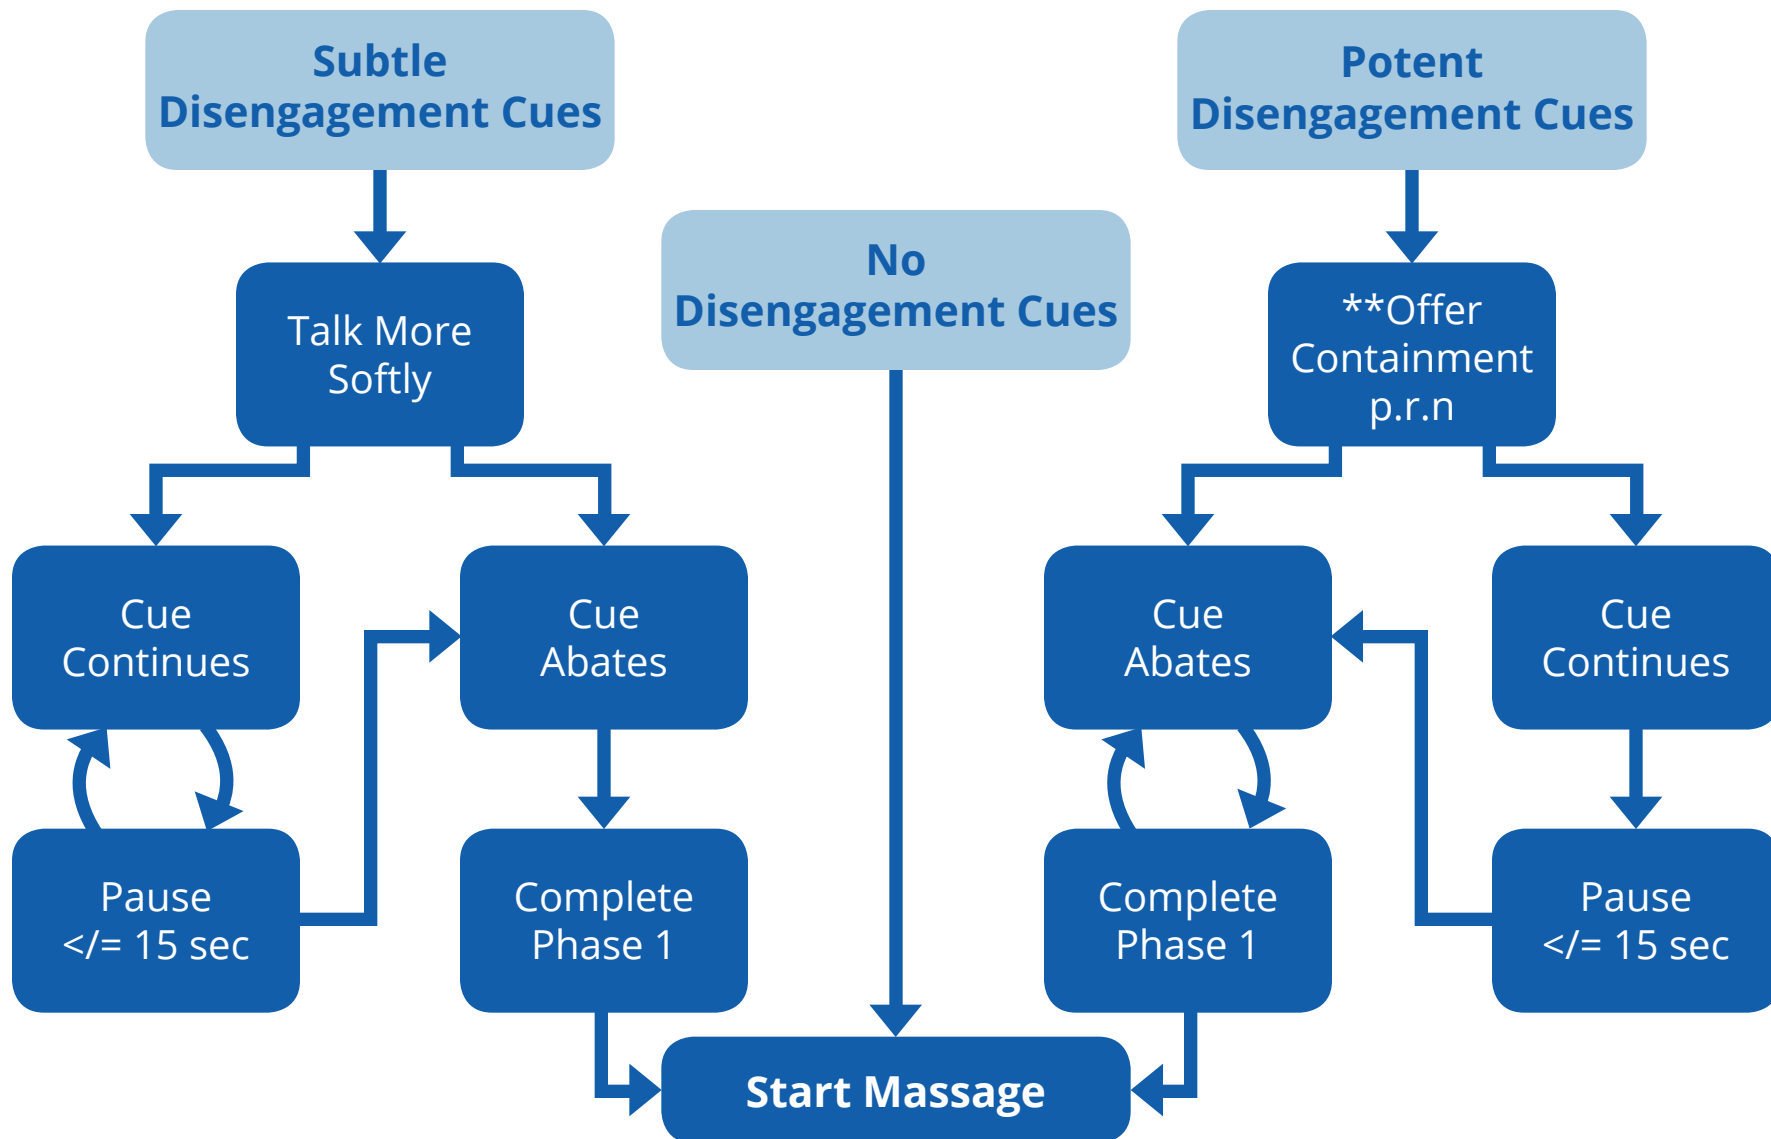 Subtle
Disengagement Cues
Potent
Disengagement Cues
No
Disengagement Cues
Talk More
Softly
**Offer
Containment
p.r.n
Cue
Continues
Cue
Abates
Cue
Abates
Cue
Continues
Pause
</= 15 sec
Complete
Phase 1
Complete
Phase 1
Pause
</= 15 sec
Start Massage